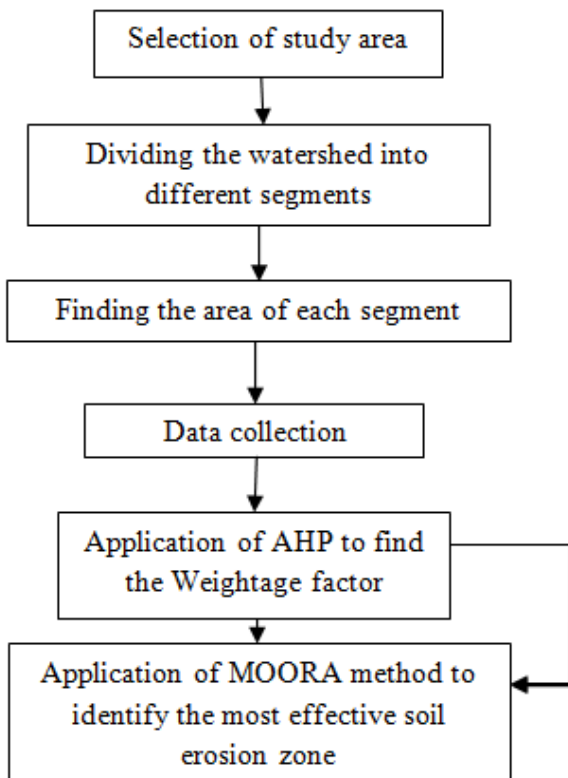 Selection of study area
Dividing the watershed into
different segments
Finding the area of each segment
Data collection
Application of AHP to find
the Weightage factor
Application of MOORA method to
identify the most effective soil
erosion zone